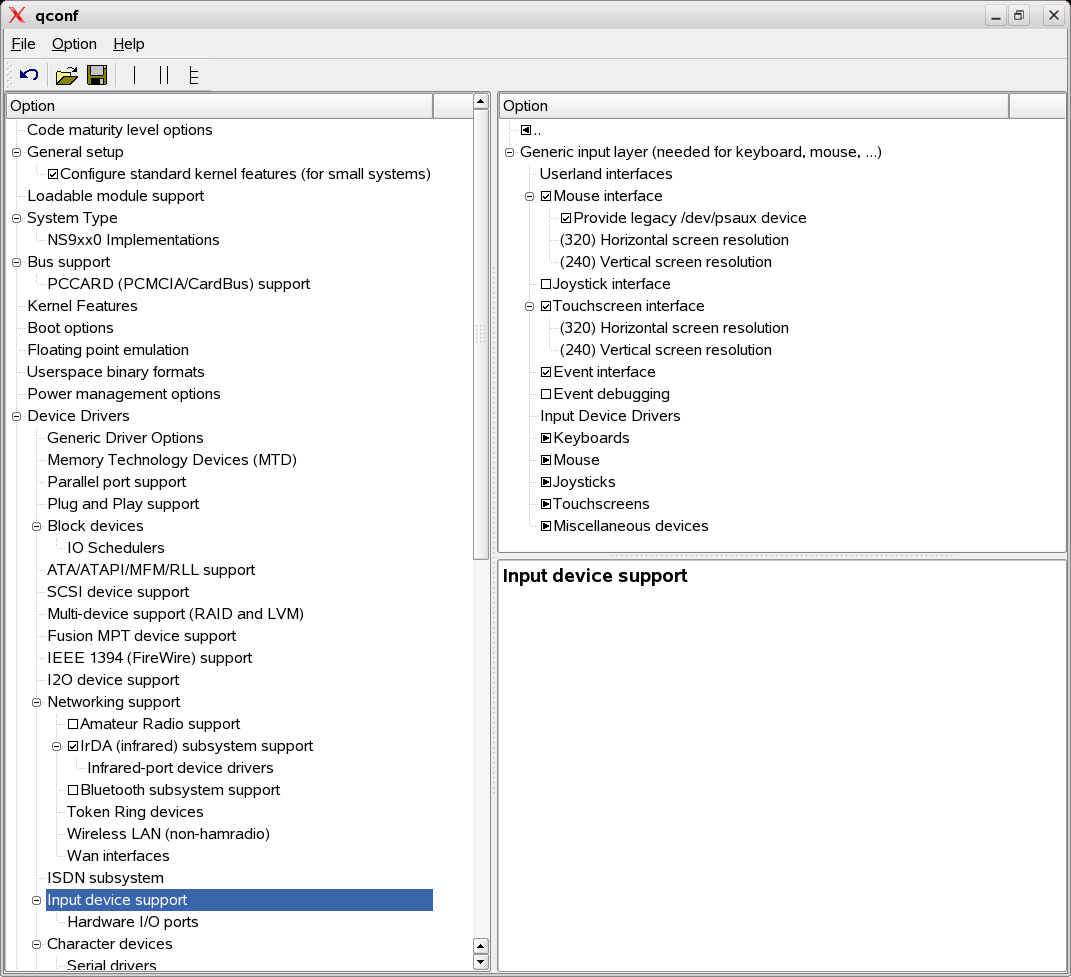 qconf
File Option Help
Option
Code maturity level options
General setup
Configure standard kernel features (for small systems)
Loadable module support
System Type
NS9xx0 Implementations
Bus support
PCCARD (PCMCIA/CardBus) support
Kernel Features
Boot options
Floating point emulation
Userspace binary formats
Power management options
Device Drivers
Generic Driver Options
Memory Technology Devices (MTD)
Parallel port support
Plug and Play support
Block devices
IO Schedulers
ATA/ATAPI/MFM/RLL support
SCSI device support
Multi-device support (RAID and LVM)
Fusion MPT device support
IEEE 1394 (FireWire) support
I2O device support
Networking support
Amateur Radio support
IrDA (infrared) subsystem support
Infrared-port device drivers
Bluetooth subsystem support
Token Ring devices
Wireless LAN (non-hamradio)
Wan interfaces
ISDN subsystem
Input device support
Hardware I/O ports
Character devices
Serial drivers
Option
..
Generic input layer (needed for keyboard, mouse, ...)
Userland interfaces
Mouse interface
Provide legacy /dev/psaux device
(320) Horizontal screen resolution
(240) Vertical screen resolution
Joystick interface
Touchscreen interface
(320) Horizontal screen resolution
(240) Vertical screen resolution
Event interface
Event debugging
Input Device Drivers
Keyboards
Mouse
Joysticks
Touchscreens
Miscellaneous devices
Input device support